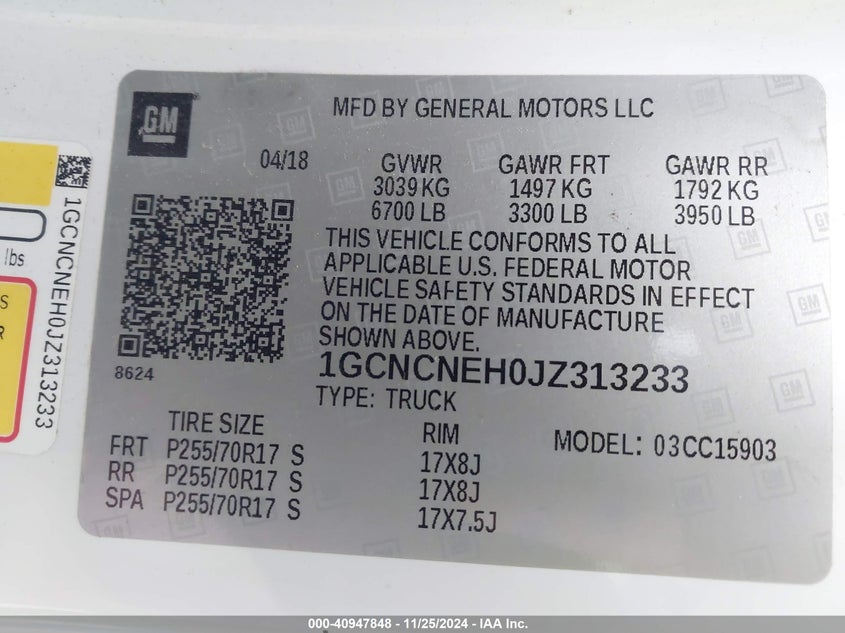 GM
MFD BY GENERAL MOTORS LLC
04/18 GVWR GAWR FRT GAWR RR
3039 KG 1497 KG 1792 KG
6700 LB 3300 LB 3950 LB
THIS VEHICLE CONFORMS TO ALL
APPLICABLE U.S. FEDERAL MOTOR
VEHICLE SAFETY STANDARDS IN EFFECT
ON THE DATE OF MANUFACTURE
SHOWN ABOVE.
8624
1GCNCNEH0JZ313233
TYPE: TRUCK
TIRE SIZE RIM MODEL: 03CC15903
FRT P255/70R17 S 17X8J
RR P255/70R17 S 17X8J
SPA P255/70R17 S 17X7.5J
1GCNCNEH0JZ313233
lbs
S
R
000-40947848 - 11/25/2024 - IAA Inc.